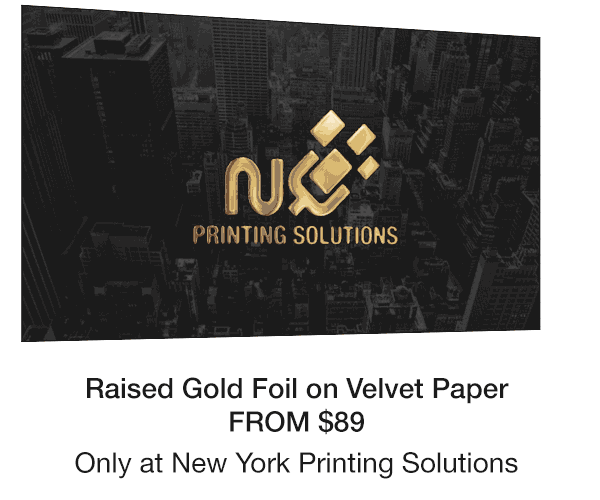 PRINTING SOLUTIONS
Raised Gold Foil on Velvet Paper
FROM $89
Only at New York Printing Solutions